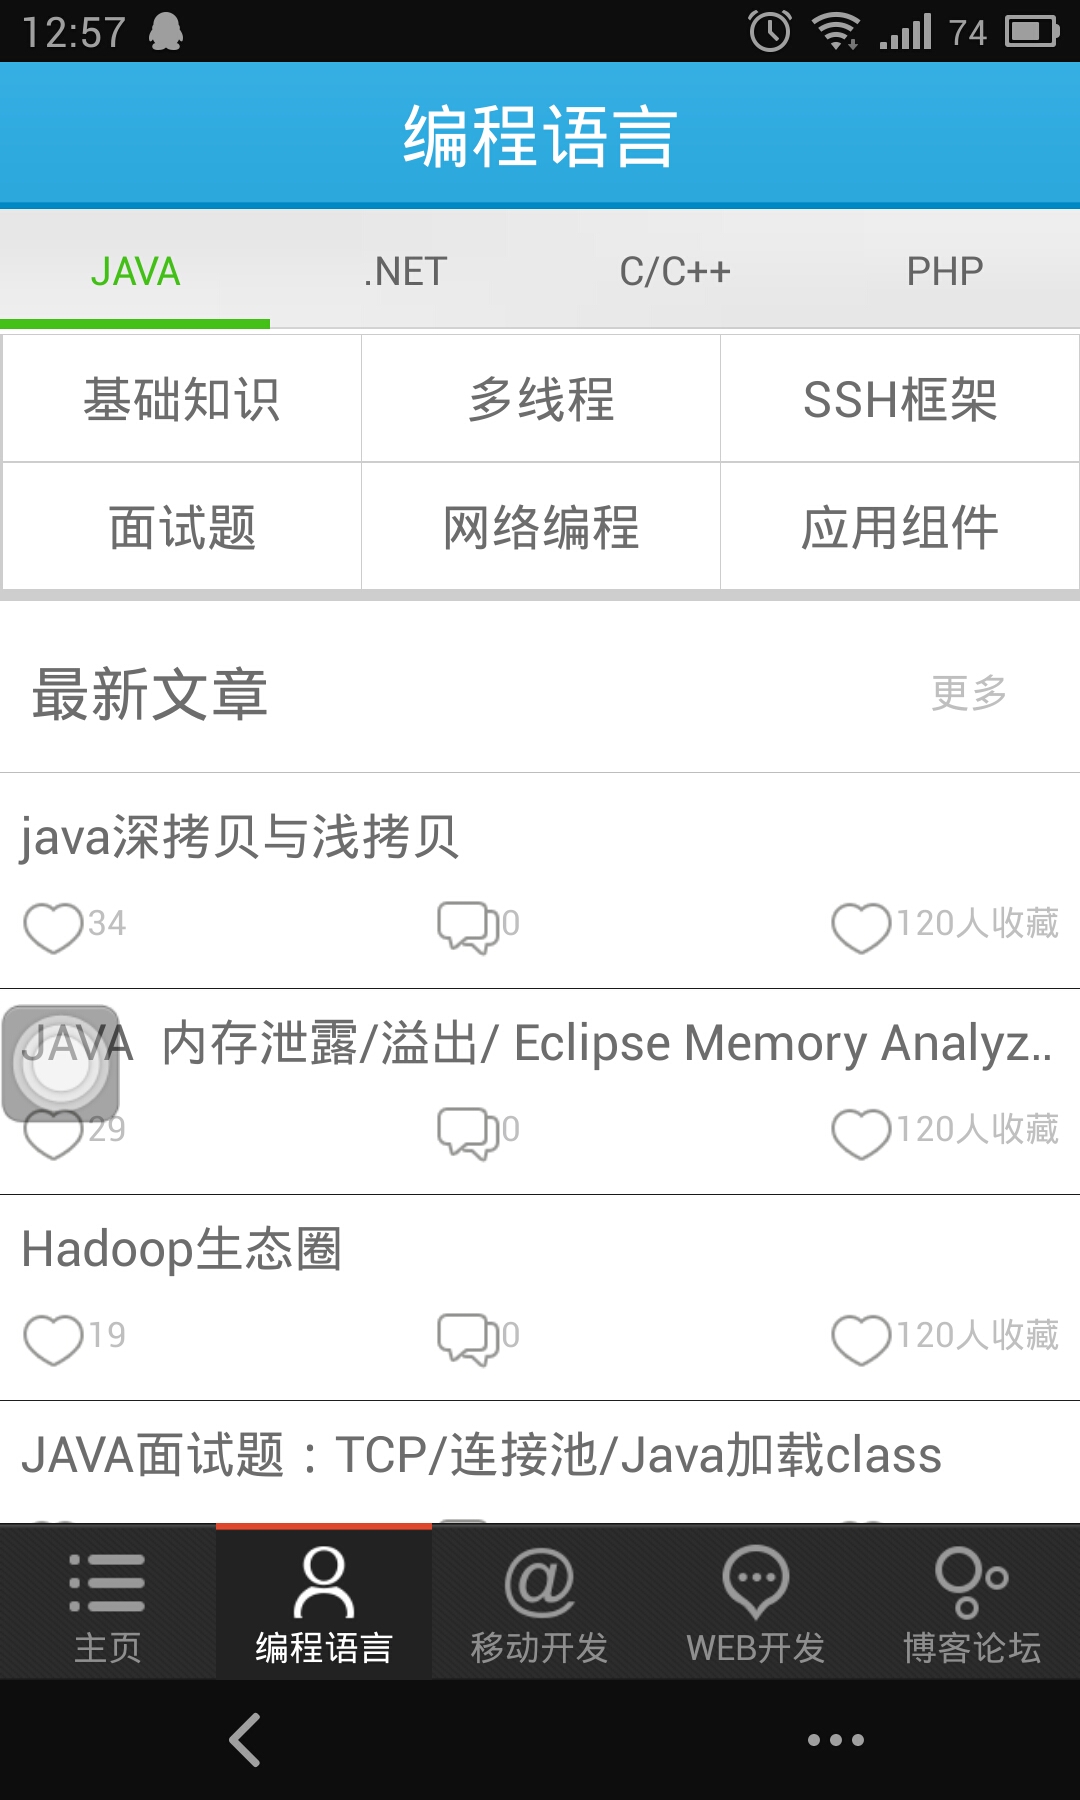 12:57 74
编程语言
JAVA .NET C/C++ PHP
基础知识 多线程 SSH框架
面试题 网络编程 应用组件
最新文章 更多
java深拷贝与浅拷贝
34 0 120人收藏
JAVA 内存泄露/溢出/ Eclipse Memory Analyz..
29 0 120人收藏
Hadoop生态圈
19 0 120人收藏
JAVA面试题：TCP/连接池/Java加载class
主页 编程语言 移动开发 WEB开发 博客论坛